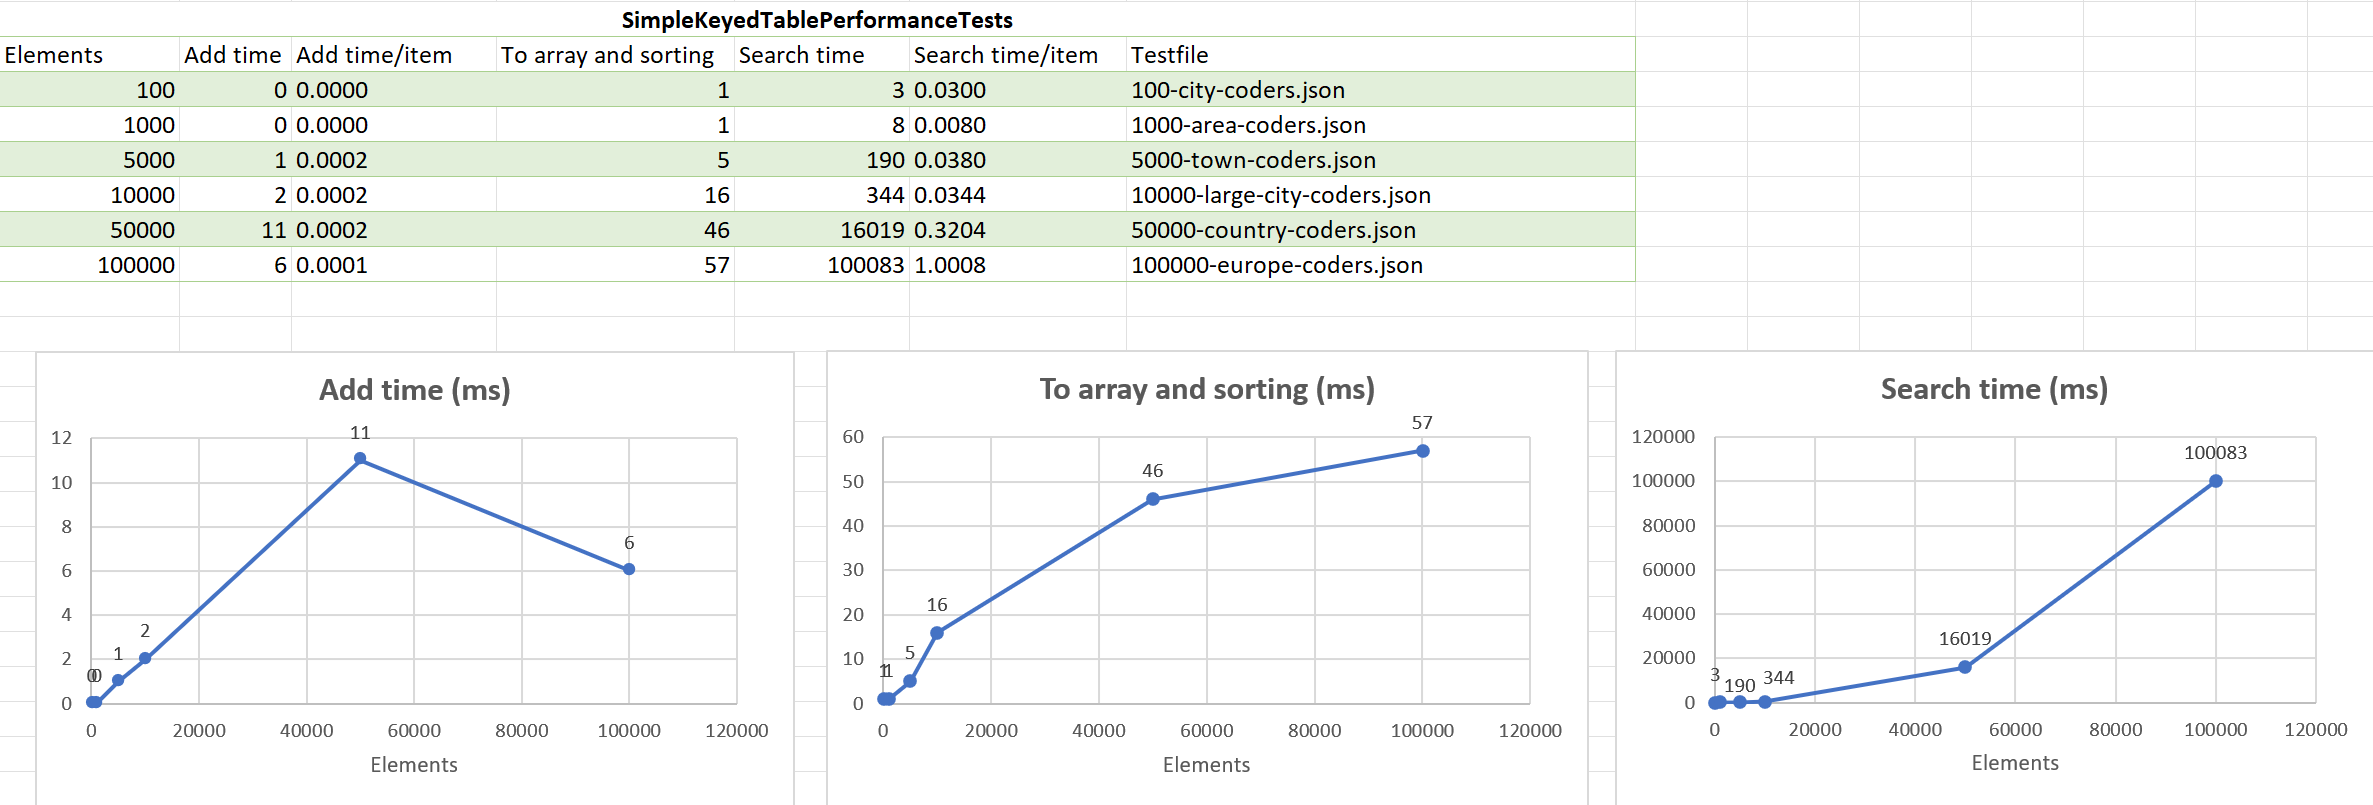 SimpleKeyedTablePerformanceTests
Elements Add time Add time/item To array and sorting Search time Search time/item Testfile
100 0 0.0000 1 3 0.0300 100-city-coders.json
1000 0 0.0000 1 8 0.0080 1000-area-coders.json
5000 1 0.0002 5 190 0.0380 5000-town-coders.json
10000 2 0.0002 16 344 0.0344 10000-large-city-coders.json
50000 11 0.0002 46 16019 0.3204 50000-country-coders.json
100000 6 0.0001 57 100083 1.0008 100000-europe-coders.json
Add time (ms)
12
10
8
6
4
2
0
0 0 1 2 11 6
0 20000 40000 60000 80000 100000 120000
Elements
To array and sorting (ms)
60
50
40
30
20
10
0
1 1 5 16 46 57
0 20000 40000 60000 80000 100000 120000
Elements
Search time (ms)
120000
100000
80000
60000
40000
20000
0
3 190 344 16019 100083
0 20000 40000 60000 80000 100000 120000
Elements